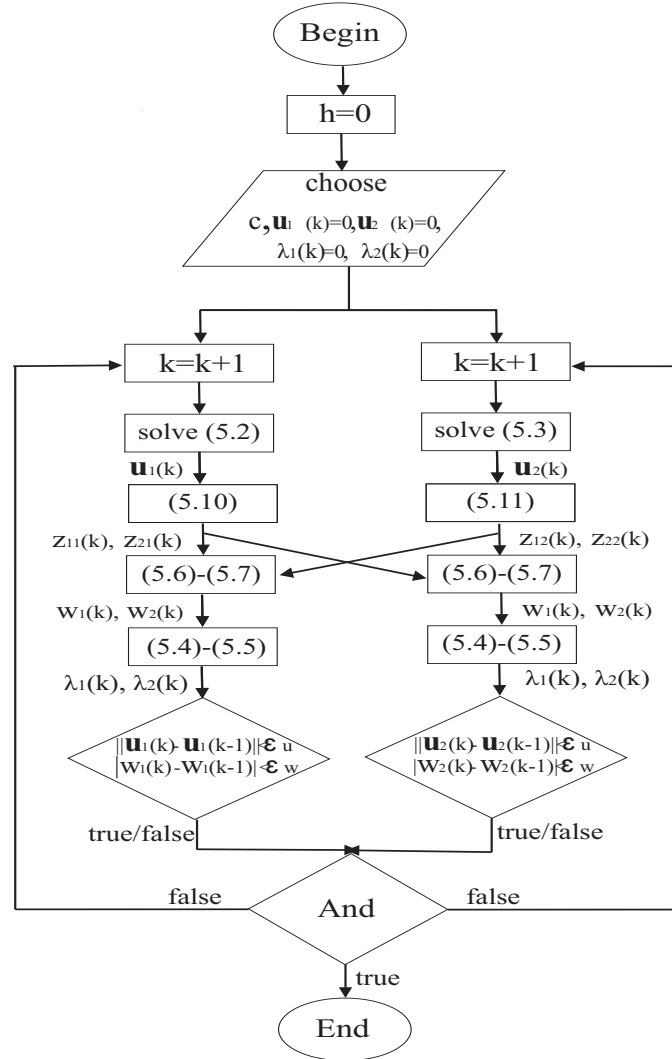 Begin
h=0
choose
c,u₁ (k)=0,u₂ (k)=0,
λ₁(k)=0, λ₂(k)=0
k=k+1
k=k+1
solve (5.2)
solve (5.3)
u₁(k)
u₂(k)
(5.10)
(5.11)
z₁₁(k), z₂₁(k)
z₁₂(k), z₂₂(k)
(5.6)-(5.7)
(5.6)-(5.7)
w₁(k), w₂(k)
w₁(k), w₂(k)
(5.4)-(5.5)
(5.4)-(5.5)
λ₁(k), λ₂(k)
λ₁(k), λ₂(k)
||u₁(k)-u₁(k-1)||<ε u
|w₁(k)-w₁(k-1)|<ε w
||u₂(k)-u₂(k-1)||<ε u
|w₂(k)-w₂(k-1)|<ε w
true/false
true/false
false
And
false
true
End